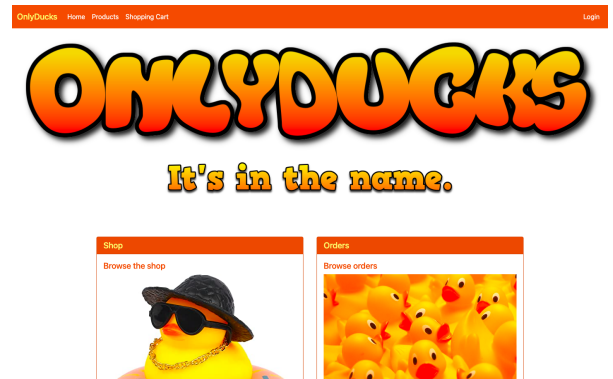 OnlyDucks Home Products Shopping Cart Login
ONLYDUCKS
It's in the name.
Shop
Browse the shop
Orders
Browse orders